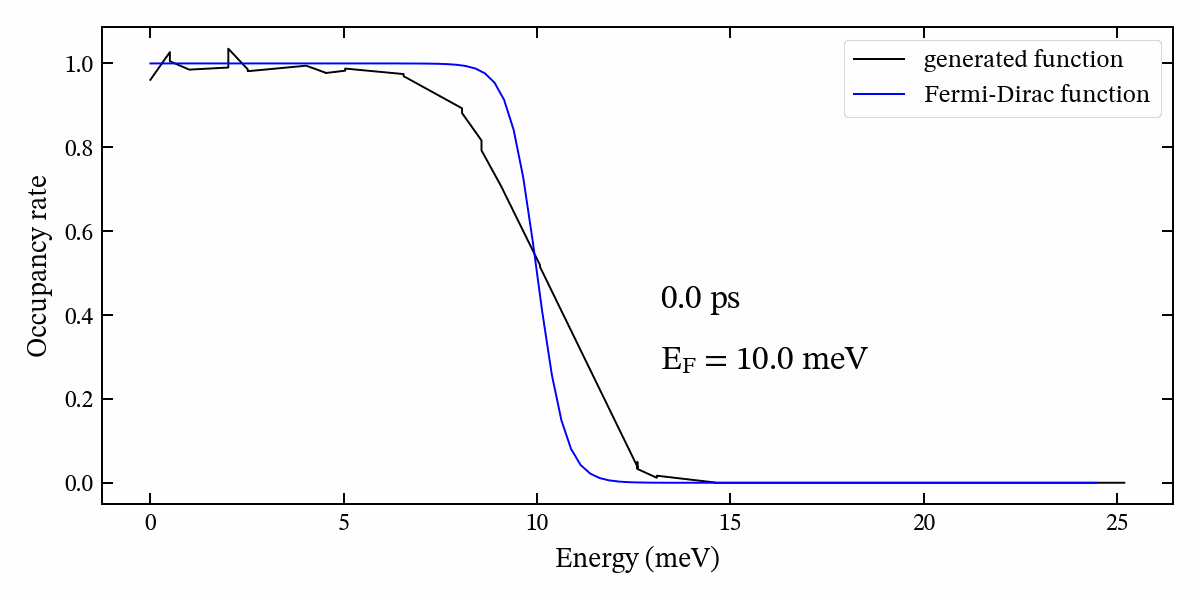 generated function
Fermi-Dirac function
1.0
0.8
0.6
0.4
0.2
0.0
Occupancy rate
0.0 ps
E_F = 10.0 meV
0 5 10 15 20 25
Energy (meV)